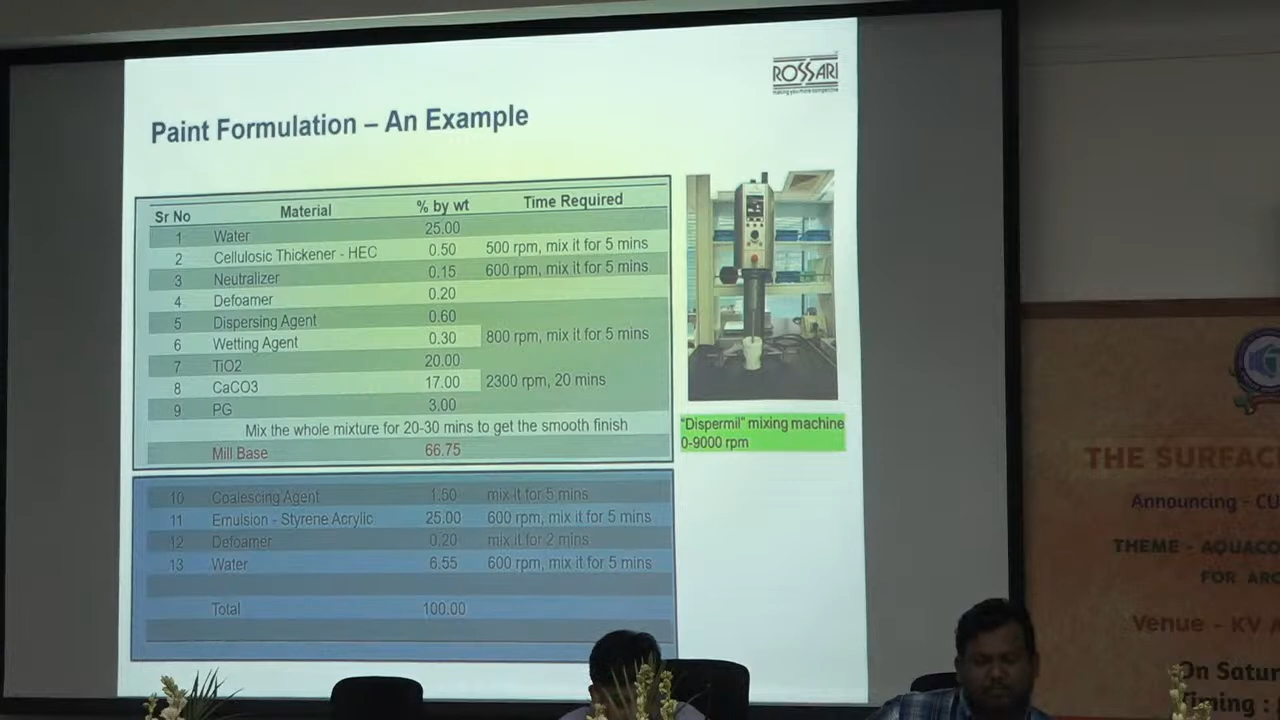 ROSSARI
making you more competitive
Paint Formulation – An Example
Sr No Material % by wt Time Required
1 Water 25.00
2 Cellulosic Thickener - HEC 0.50 500 rpm, mix it for 5 mins
3 Neutralizer 0.15 600 rpm, mix it for 5 mins
4 Defoamer 0.20
5 Dispersing Agent 0.60
6 Wetting Agent 0.30 800 rpm, mix it for 5 mins
7 TiO2 20.00
8 CaCO3 17.00 2300 rpm, 20 mins
9 PG 3.00
Mix the whole mixture for 20-30 mins to get the smooth finish
Mill Base 66.75
10 Coalescing Agent 1.50 mix it for 5 mins
11 Emulsion - Styrene Acrylic 25.00 600 rpm, mix it for 5 mins
12 Defoamer 0.20 mix it for 2 mins
13 Water 6.55 600 rpm, mix it for 5 mins
Total 100.00
"Dispermil" mixing machine
0-9000 rpm
THE SURFAC
Announcing - CU
THEME - AQUACO
FOR ARC
Venue - KV A
On Satur
Timing :